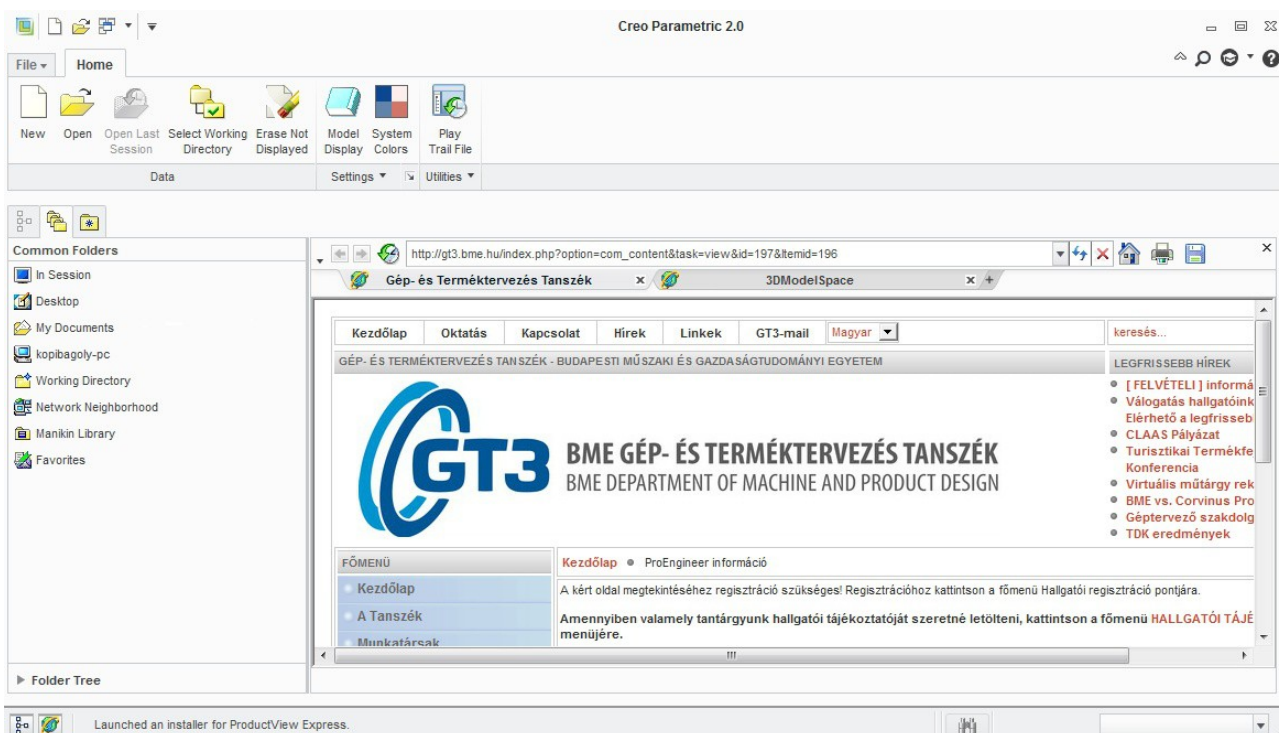 Creo Parametric 2.0
File
Home
New
Open
Open Last Session
Select Working Directory
Erase Not Displayed
Model Display
System Colors
Play Trail File
Data
Settings
Utilities
Common Folders
In Session
Desktop
My Documents
kopibagoly-pc
Working Directory
Network Neighborhood
Manikin Library
Favorites
Folder Tree
http://gt3.bme.hu/index.php?option=com_content&task=view&id=197&Itemid=196
Gép- és Terméktervezés Tanszék
3DModelSpace
Kezdőlap Oktatás Kapcsolat Hírek Linkek GT3-mail Magyar
keresés...
GÉP- ÉS TERMÉKTERVEZÉS TANSZÉK - BUDAPESTI MŰSZAKI ÉS GAZDASÁGTUDOMÁNYI EGYETEM
GT3
BME GÉP- ÉS TERMÉKTERVEZÉS TANSZÉK
BME DEPARTMENT OF MACHINE AND PRODUCT DESIGN
LEGFRISSEBB HÍREK
[ FELVÉTELI ] informá
Válogatás hallgatóink
Elérhető a legfrisseb
CLAAS Pályázat
Turisztikai Termékfe
Konferencia
Virtuális műtárgy rek
BME vs. Corvinus Pro
Géptervező szakdolg
TDK eredmények
FŐMENÜ
Kezdőlap
A Tanszék
Munkatársak
Kezdőlap ProEngineer információ
A kért oldal megtekintéséhez regisztráció szükséges! Regisztrációhoz kattintson a főmenü Hallgatói regisztráció pontjára.
Amennyiben valamely tantárgyunk hallgatói tájékoztatóját szeretné letölteni, kattintson a főmenü HALLGATÓI TÁJÉ
menüjére.
Launched an installer for ProductView Express.